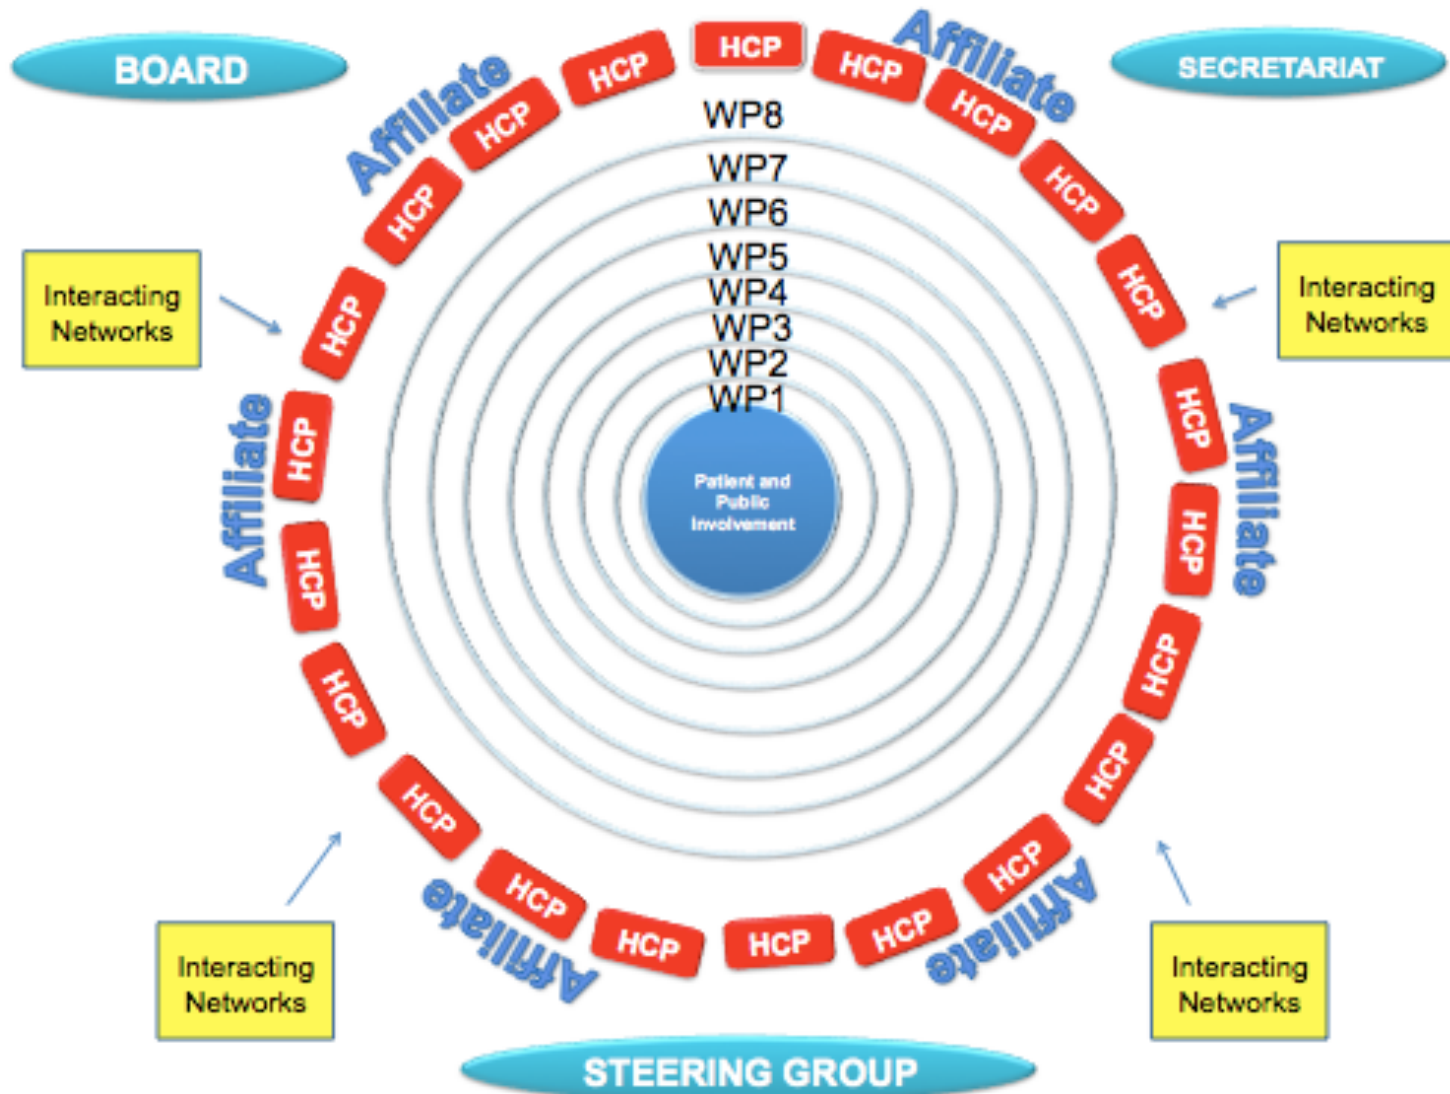 BOARD
HCP
HCP
HCP
Affiliate
SECRETARIAT
Affiliate
HCP
HCP
WP8
HCP
HCP
WP7
WP6
WP5
WP4
WP3
WP2
WP1
Interacting
Networks
HCP
HCP
Interacting
Networks
Affiliate
HCP
HCP
Affiliate
Patient and
Public
Involvement
HCP
HCP
HCP
HCP
HCP
HCP
HCP
Affiliate
HCP
HCP
HCP
HCP
Affiliate
Interacting
Networks
Interacting
Networks
STEERING GROUP